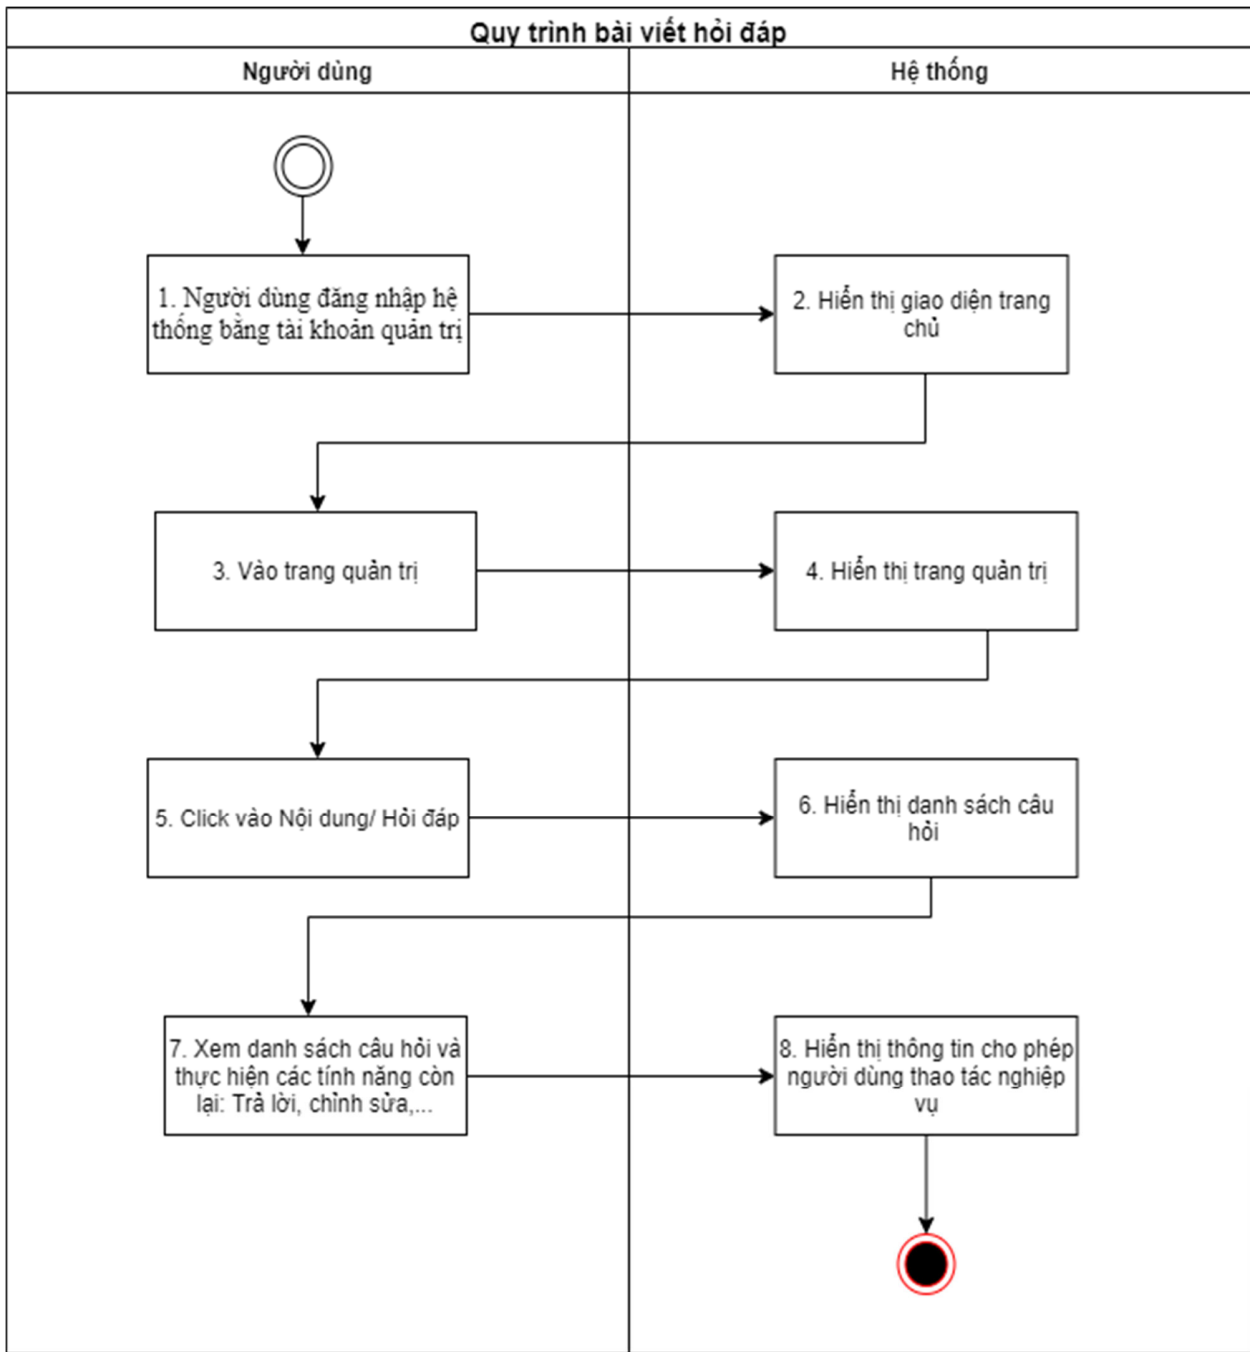 Quy trình bài viết hỏi đáp
Người dùng
Hệ thống
1. Người dùng đăng nhập hệ
thống bằng tài khoản quản trị
2. Hiển thị giao diện trang
chủ
3. Vào trang quản trị
4. Hiển thị trang quản trị
5. Click vào Nội dung/ Hỏi đáp
6. Hiển thị danh sách câu
hỏi
7. Xem danh sách câu hỏi và
thực hiện các tính năng còn
lại: Trả lời, chỉnh sửa,...
8. Hiển thị thông tin cho phép
người dùng thao tác nghiệp
vụ